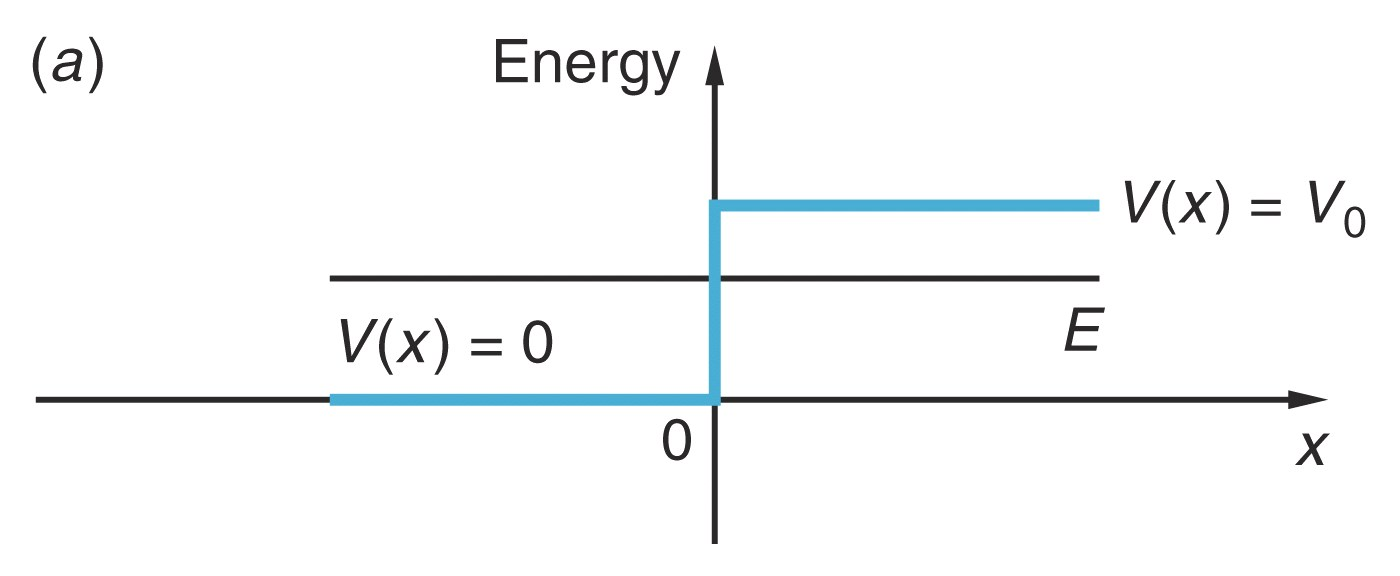 (a)
Energy
V(x) = V₀
V(x) = 0
E
0
x